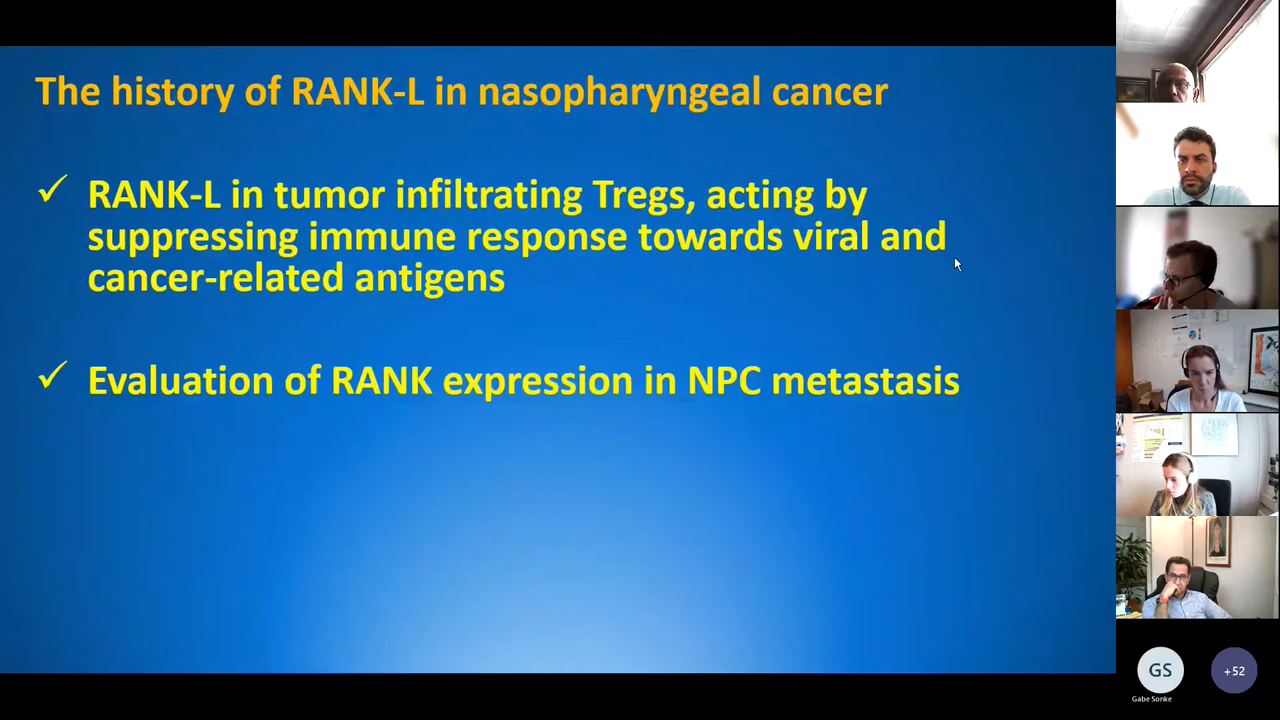 The history of RANK-L in nasopharyngeal cancer
✓ RANK-L in tumor infiltrating Tregs, acting by
suppressing immune response towards viral and
cancer-related antigens
✓ Evaluation of RANK expression in NPC metastasis
GS
+52
Gabe Sonke